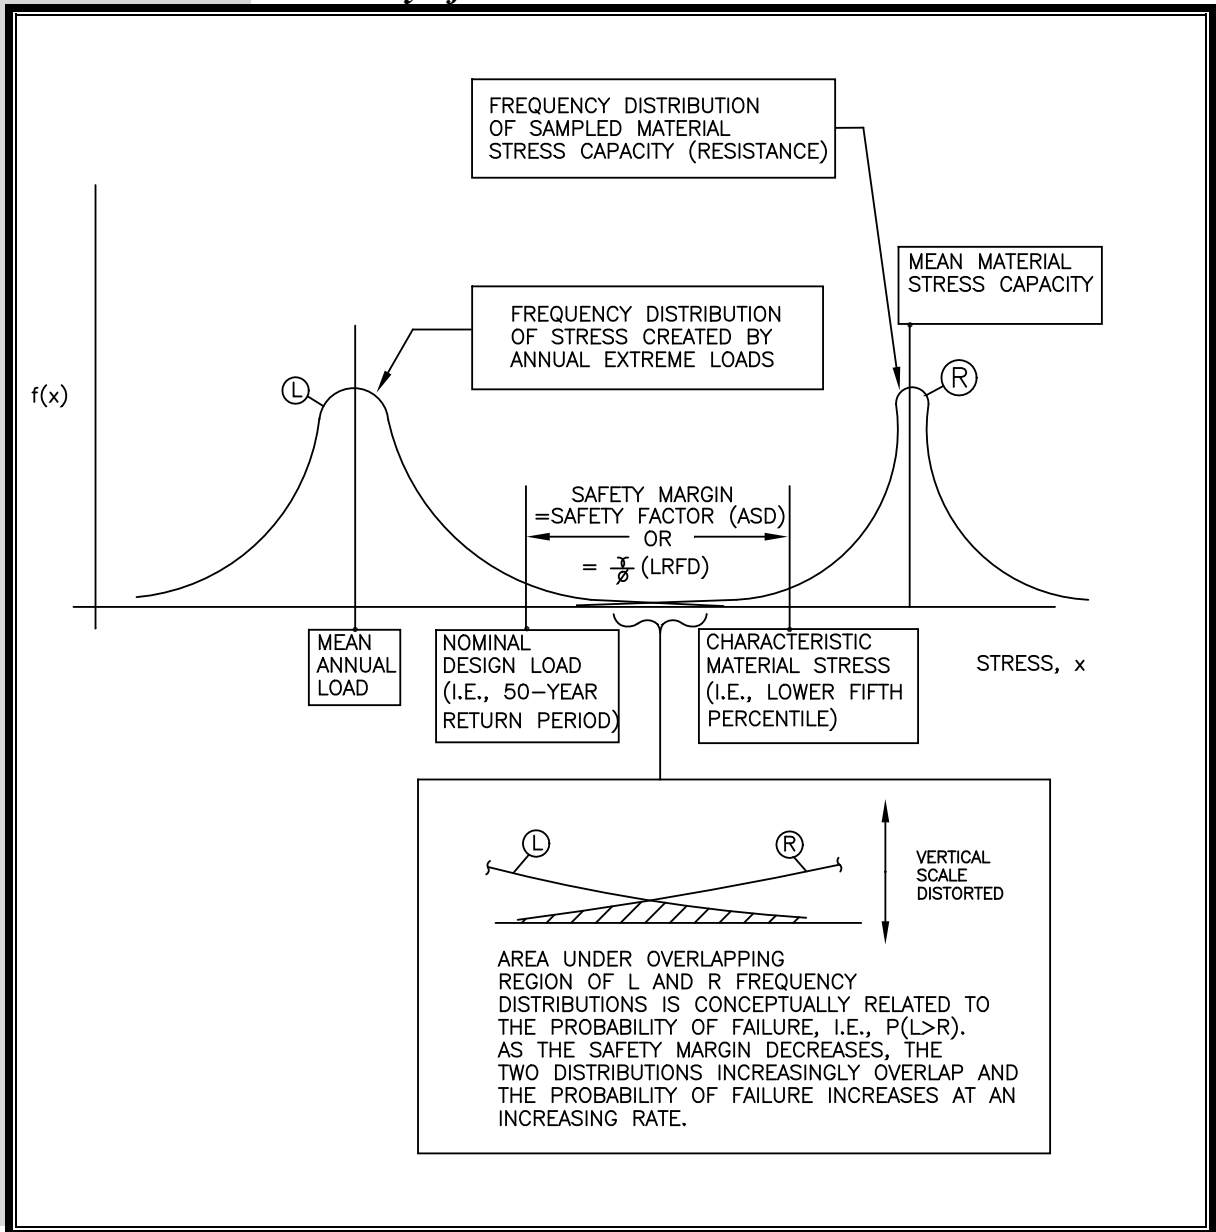 FREQUENCY DISTRIBUTION
OF SAMPLED MATERIAL
STRESS CAPACITY (RESISTANCE)
MEAN MATERIAL
STRESS CAPACITY
FREQUENCY DISTRIBUTION
OF STRESS CREATED BY
ANNUAL EXTREME LOADS
f(x)
L
R
SAFETY MARGIN
=SAFETY FACTOR (ASD)
OR
= γ/ø (LRFD)
MEAN
ANNUAL
LOAD
NOMINAL
DESIGN LOAD
(I.E., 50-YEAR
RETURN PERIOD)
CHARACTERISTIC
MATERIAL STRESS
(I.E., LOWER FIFTH
PERCENTILE)
STRESS, x
L
R
VERTICAL
SCALE
DISTORTED
AREA UNDER OVERLAPPING
REGION OF L AND R FREQUENCY
DISTRIBUTIONS IS CONCEPTUALLY RELATED TO
THE PROBABILITY OF FAILURE, I.E., P(L>R).
AS THE SAFETY MARGIN DECREASES, THE
TWO DISTRIBUTIONS INCREASINGLY OVERLAP AND
THE PROBABILITY OF FAILURE INCREASES AT AN
INCREASING RATE.